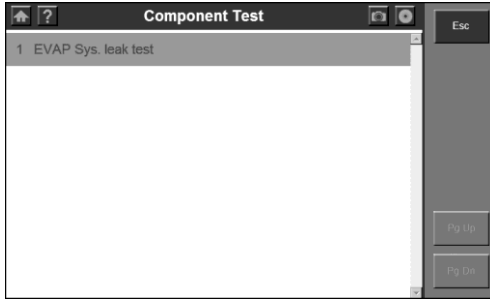 ?
Component Test
Esc
1 EVAP Sys. leak test
Pg Up
Pg Dn